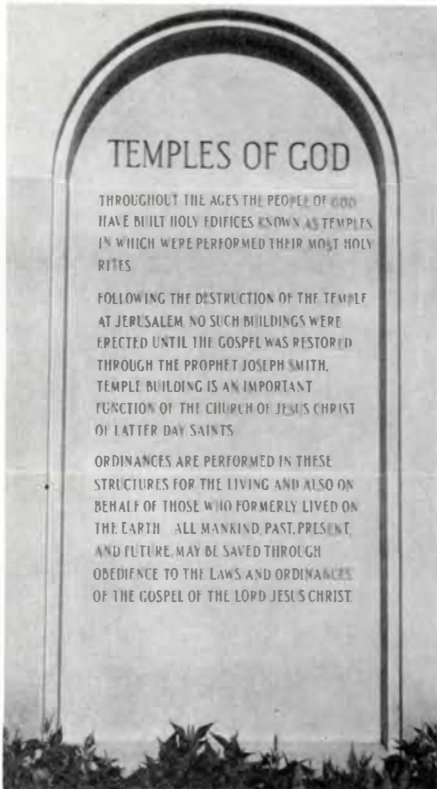 TEMPLES OF GOD
THROUGHOUT THE AGES THE PEOPLE OF GOD
HAVE BUILT HOLY EDIFICES KNOWN AS TEMPLES
IN WHICH WERE PERFORMED THEIR MOST HOLY
RITES
FOLLOWING THE DESTRUCTION OF THE TEMPLE
AT JERUSALEM, NO SUCH BUILDINGS WERE
ERECTED UNTIL THE GOSPEL WAS RESTORED
THROUGH THE PROPHET JOSEPH SMITH.
TEMPLE BUILDING IS AN IMPORTANT
FUNCTION OF THE CHURCH OF JESUS CHRIST
OF LATTER DAY SAINTS
ORDINANCES ARE PERFORMED IN THESE
STRUCTURES FOR THE LIVING AND ALSO ON
BEHALF OF THOSE WHO FORMERLY LIVED ON
THE EARTH ALL MANKIND, PAST, PRESENT,
AND FUTURE, MAY BE SAVED THROUGH
OBEDIENCE TO THE LAWS AND ORDINANCES
OF THE GOSPEL OF THE LORD JESUS CHRIST.